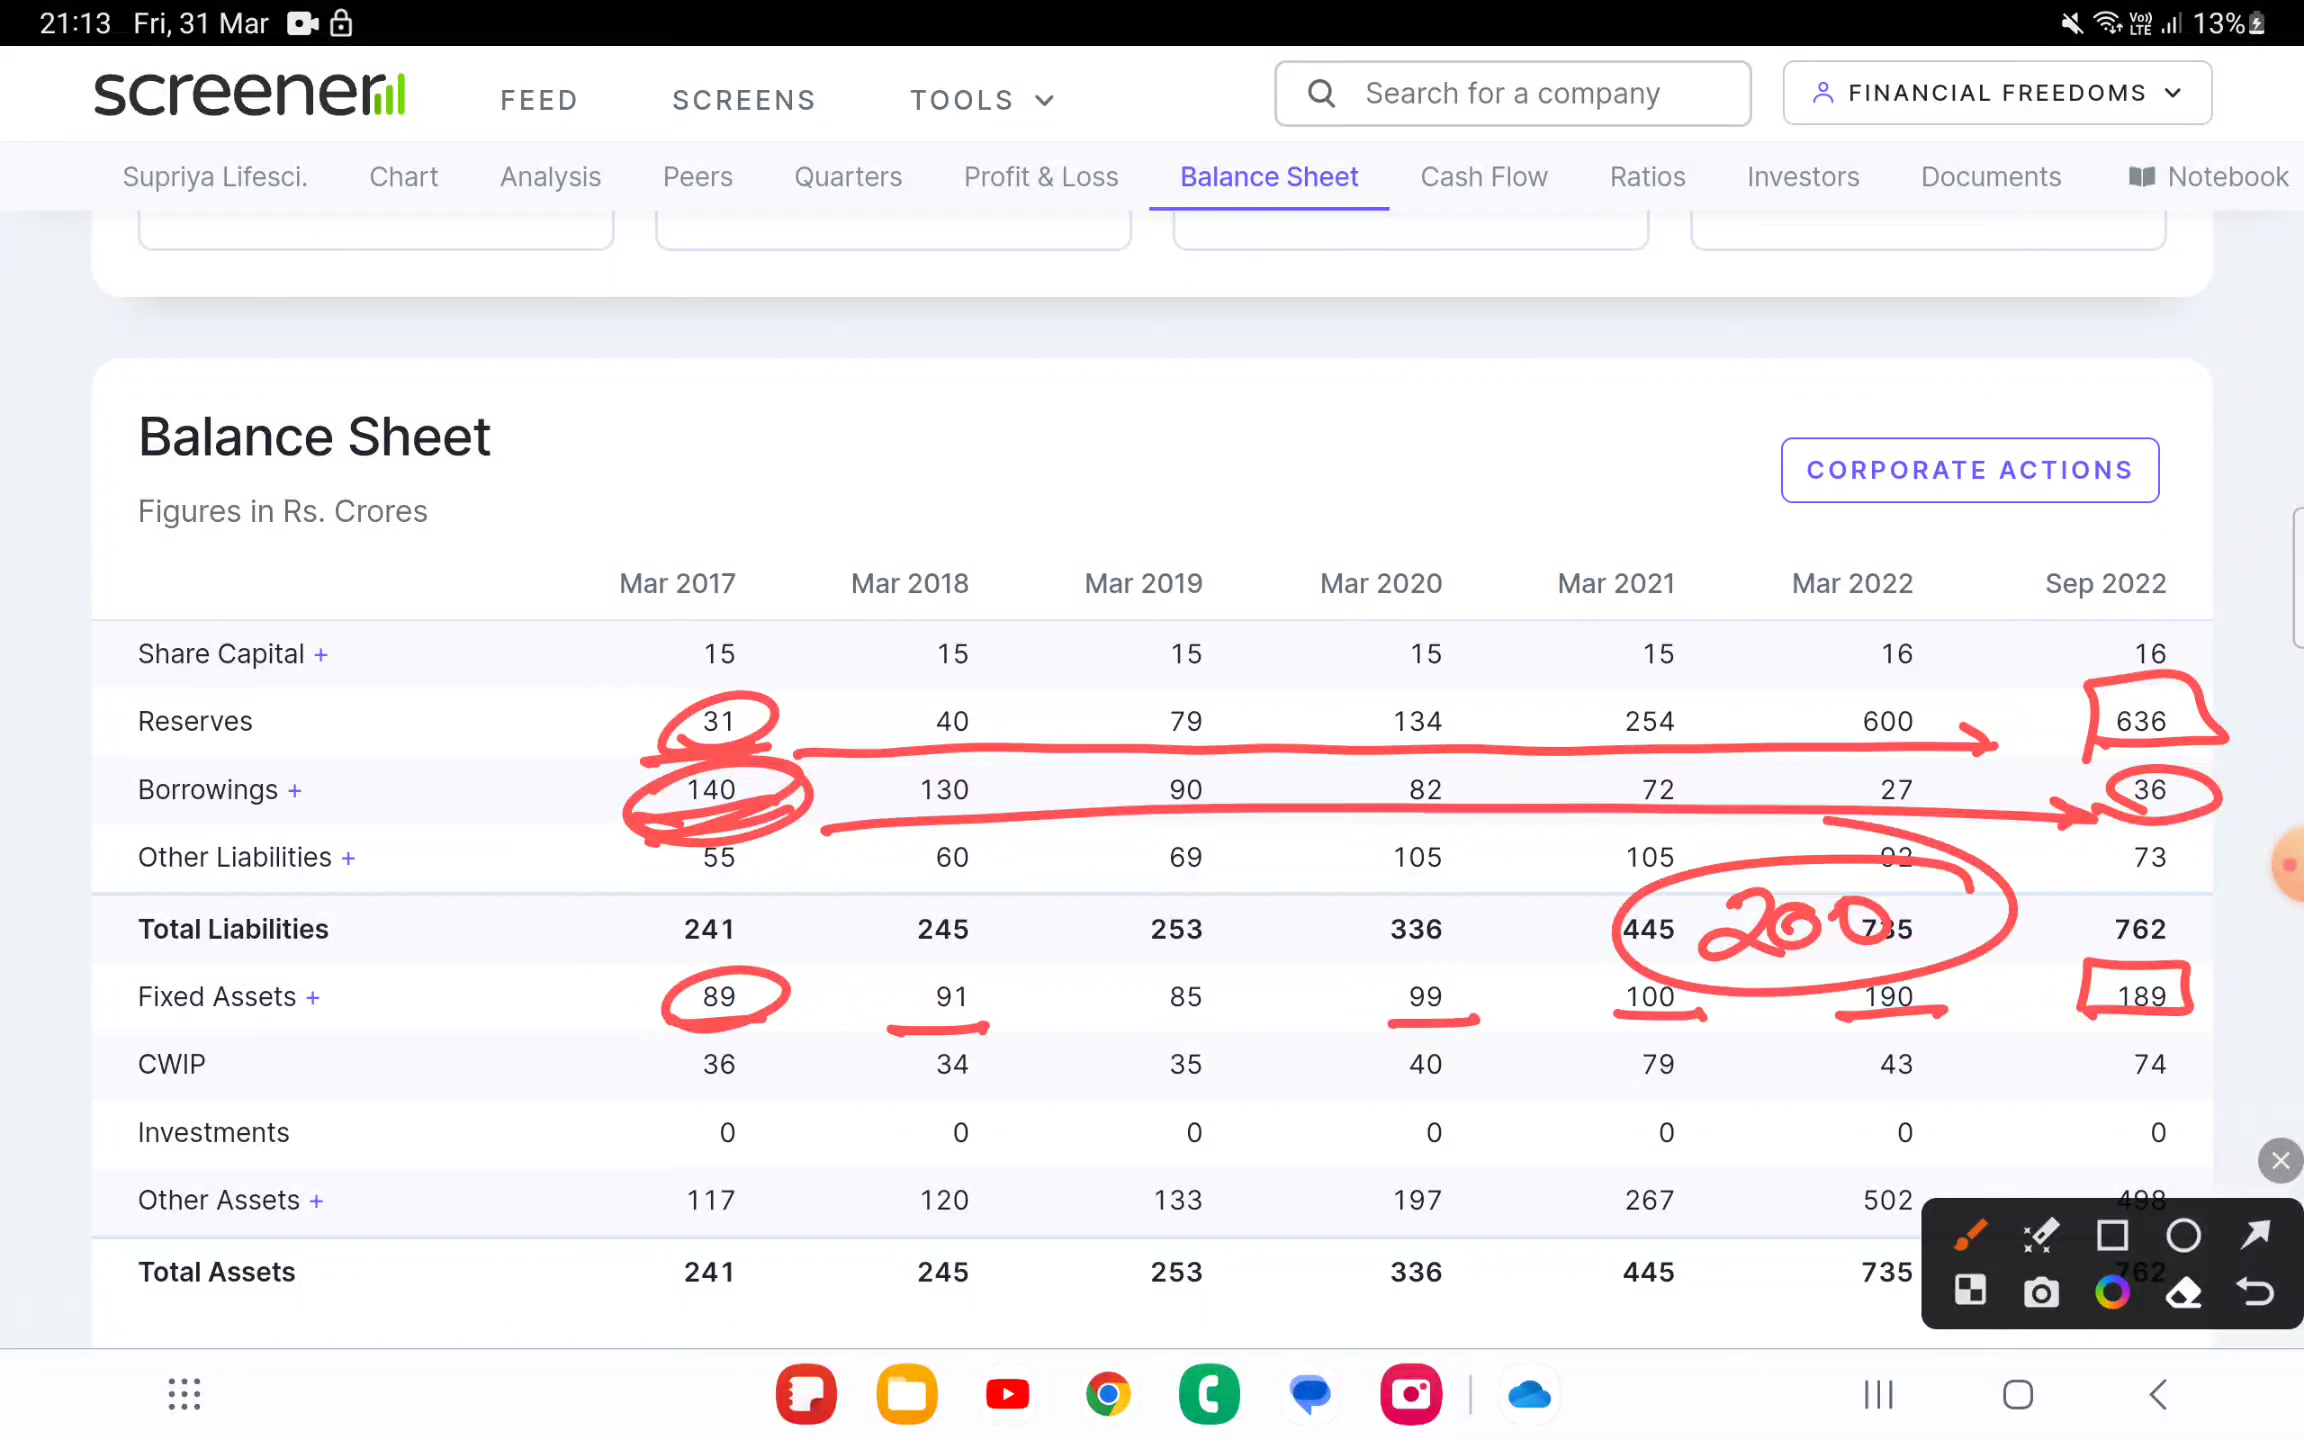 21:13 Fri, 31 Mar Vo) LTE 13%
screener FEED SCREENS TOOLS Search for a company FINANCIAL FREEDOMS
Supriya Lifesci. Chart Analysis Peers Quarters Profit & Loss Balance Sheet Cash Flow Ratios Investors Documents Notebook
Balance Sheet
CORPORATE ACTIONS
Figures in Rs. Crores
Mar 2017 Mar 2018 Mar 2019 Mar 2020 Mar 2021 Mar 2022 Sep 2022
Share Capital + 15 15 15 15 15 16 16
Reserves 31 40 79 134 254 600 636
Borrowings + 140 130 90 82 72 27 36
Other Liabilities + 55 60 69 105 105 92 73
Total Liabilities 241 245 253 336 445 735 762
200
Fixed Assets + 89 91 85 99 100 190 189
CWIP 36 34 35 40 79 43 74
Investments 0 0 0 0 0 0 0
Other Assets + 117 120 133 197 267 502 498
Total Assets 241 245 253 336 445 735 762